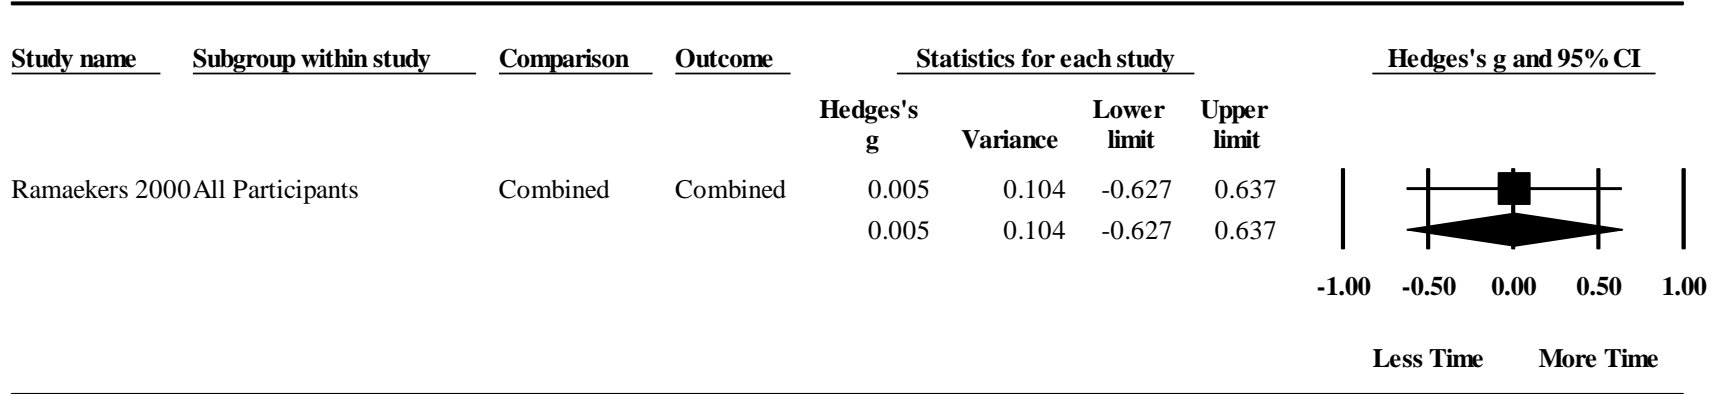 Study name Subgroup within study Comparison Outcome Statistics for each study Hedges's g and 95% CI
Hedges's Lower Upper
g Variance limit limit
Ramaekers 2000 All Participants Combined Combined 0.005 0.104 -0.627 0.637
0.005 0.104 -0.627 0.637
-1.00 -0.50 0.00 0.50 1.00
Less Time More Time